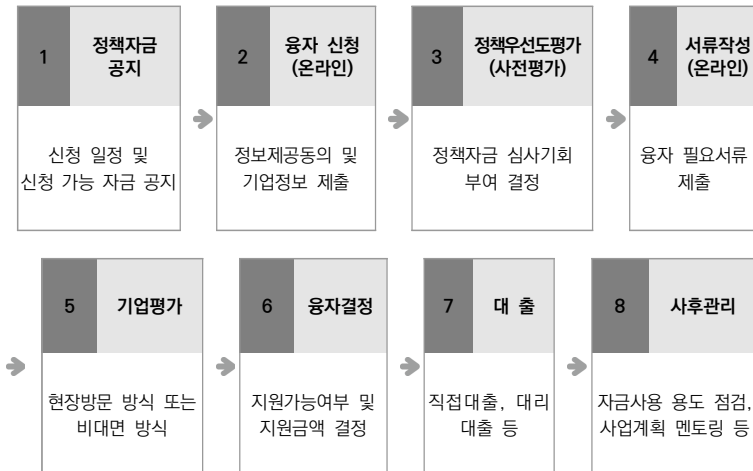 1 정책자금
공지
신청 일정 및
신청 가능 자금 공지
2 융자 신청
(온라인)
정보제공동의 및
기업정보 제출
3 정책우선도평가
(사전평가)
정책자금 심사기회
부여 결정
4 서류작성
(온라인)
융자 필요서류
제출
5 기업평가
현장방문 방식 또는
비대면 방식
6 융자결정
지원가능여부 및
지원금액 결정
7 대 출
직접대출, 대리
대출 등
8 사후관리
자금사용 용도 점검,
사업계획 멘토링 등